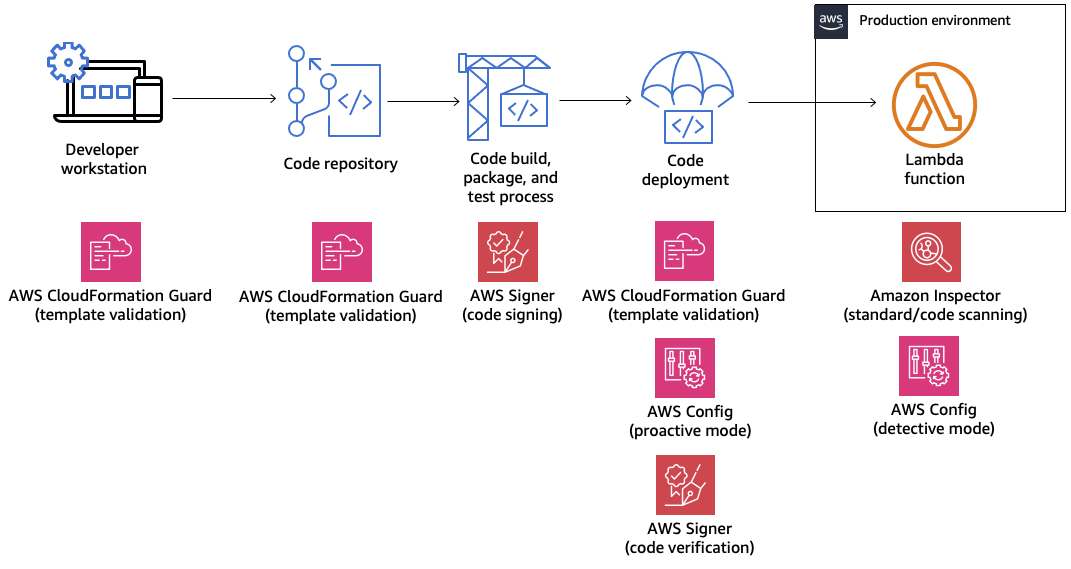 aws
Production environment
Developer
workstation
Code repository
Code build,
package, and
test process
Code
deployment
Lambda
function
AWS CloudFormation Guard
(template validation)
AWS CloudFormation Guard
(template validation)
AWS Signer
(code signing)
AWS CloudFormation Guard
(template validation)
Amazon Inspector
(standard/code scanning)
AWS Config
(proactive mode)
AWS Config
(detective mode)
AWS Signer
(code verification)